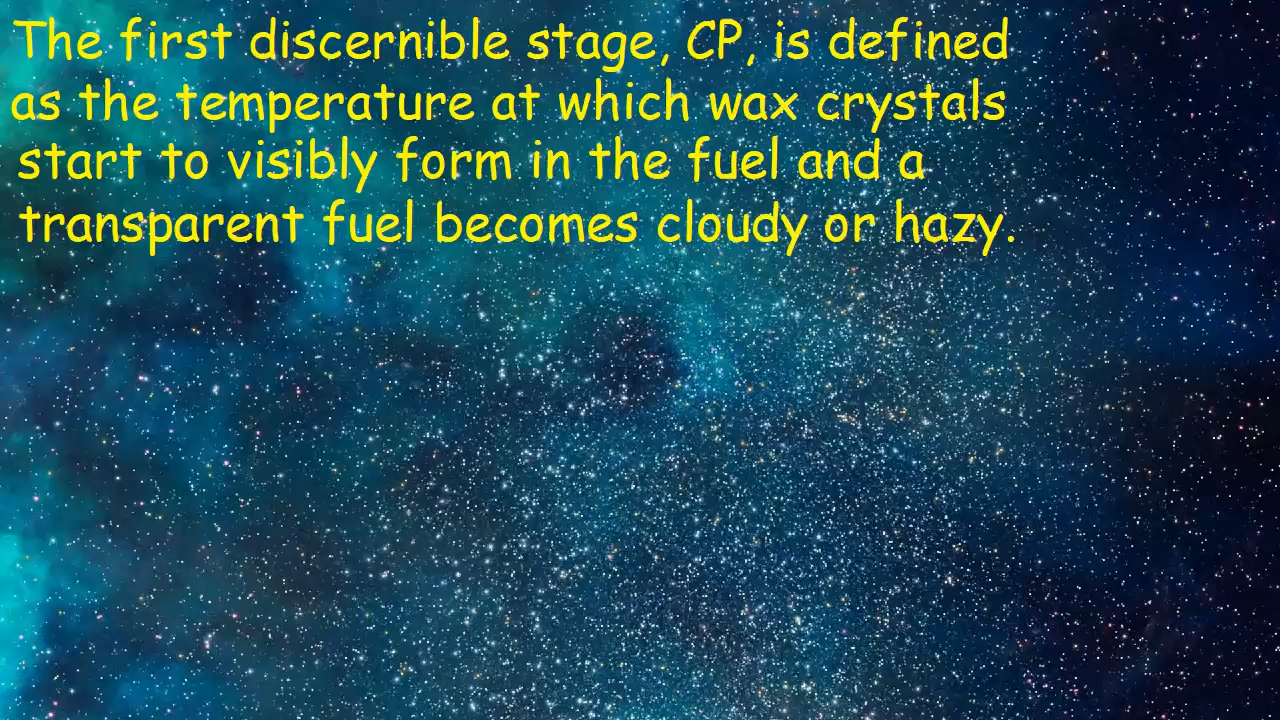 The first discernible stage, CP, is defined
as the temperature at which wax crystals
start to visibly form in the fuel and a
transparent fuel becomes cloudy or hazy.